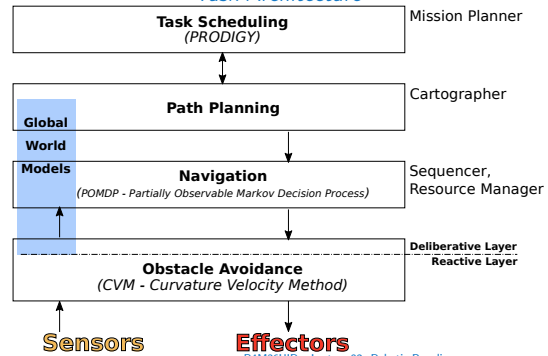 Task Scheduling
(PRODIGY)
Mission Planner
Path Planning
Cartographer
Global
World
Models
Navigation
(POMDP - Partially Observable Markov Decision Process)
Sequencer,
Resource Manager
Deliberative Layer
Reactive Layer
Obstacle Avoidance
(CVM - Curvature Velocity Method)
Sensors
Effectors